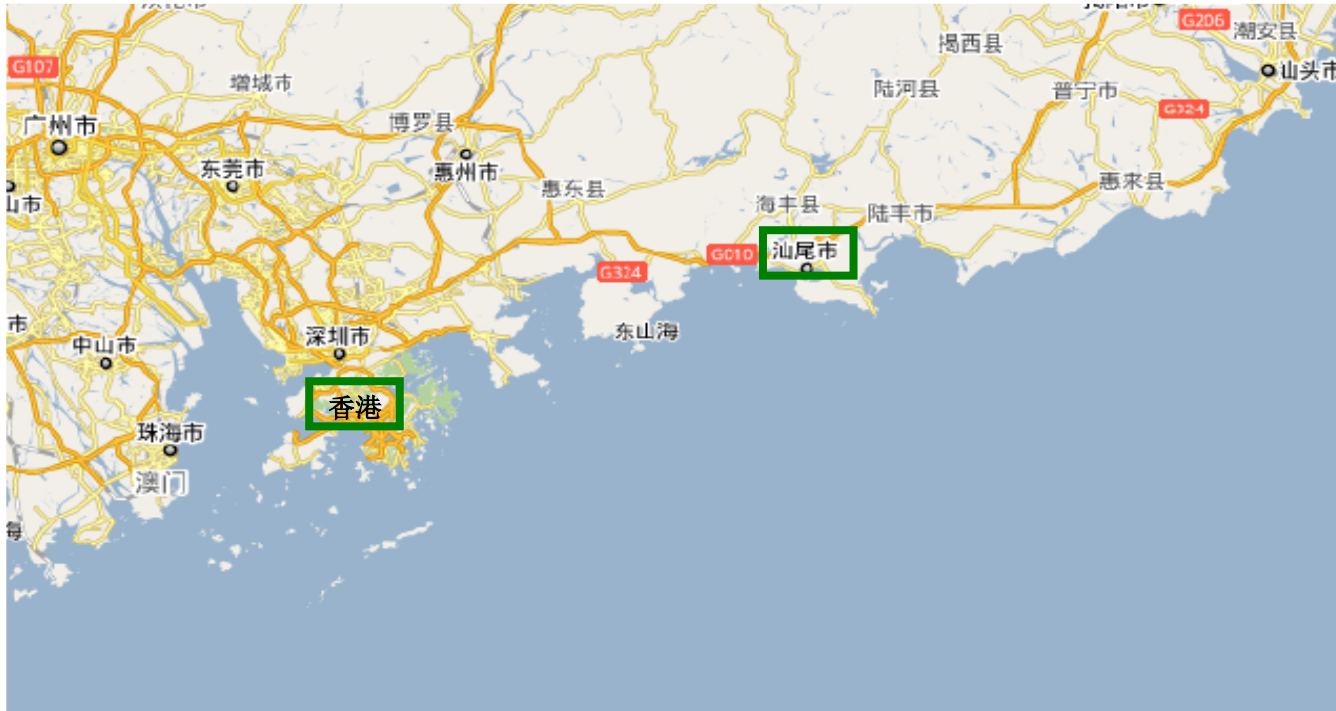 G206
潮安县
揭西县
汕头市
G107
增城市
陆河县
普宁市
G324
博罗县
广州市
东莞市
惠州市
惠东县
惠来县
山市
海丰县
陆丰市
G010
汕尾市
G324
东山海
市
深圳市
中山市
香港
珠海市
澳门
海